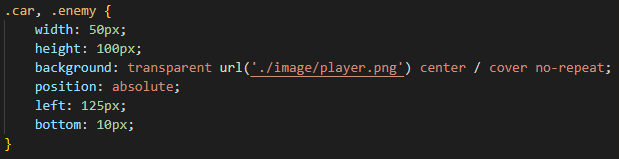 .car, .enemy {
    width: 50px;
    height: 100px;
    background: transparent url('./image/player.png') center / cover no-repeat;
    position: absolute;
    left: 125px;
    bottom: 10px;
}